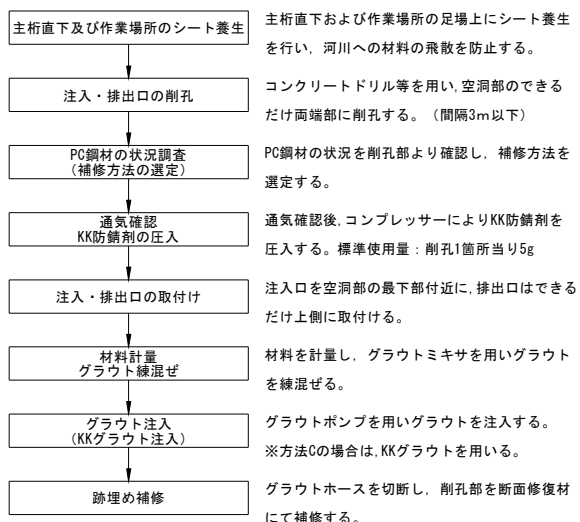 主桁直下及び作業場所のシート養生
主桁直下および作業場所の足場上にシート養生
を行い，河川への材料の飛散を防止する。
注入・排出口の削孔
コンクリートドリル等を用い,空洞部のできる
だけ両端部に削孔する。（間隔3m以下）
PC鋼材の状況調査
(補修方法の選定)
PC鋼材の状況を削孔部より確認し，補修方法を
選定する。
通気確認
KK防錆剤の圧入
通気確認後,コンプレッサーによりKK防錆剤を
圧入する。標準使用量：削孔1箇所当り5g
注入・排出口の取付け
注入口を空洞部の最下部付近に,排出口はできる
だけ上側に取付ける。
材料計量
グラウト練混ぜ
材料を計量し，グラウトミキサを用いグラウト
を練混ぜる。
グラウト注入
(KKグラウト注入)
グラウトポンプを用いグラウトを注入する。
※方法Cの場合は,KKグラウトを用いる。
跡埋め補修
グラウトホースを切断し，削孔部を断面修復材
にて補修する。